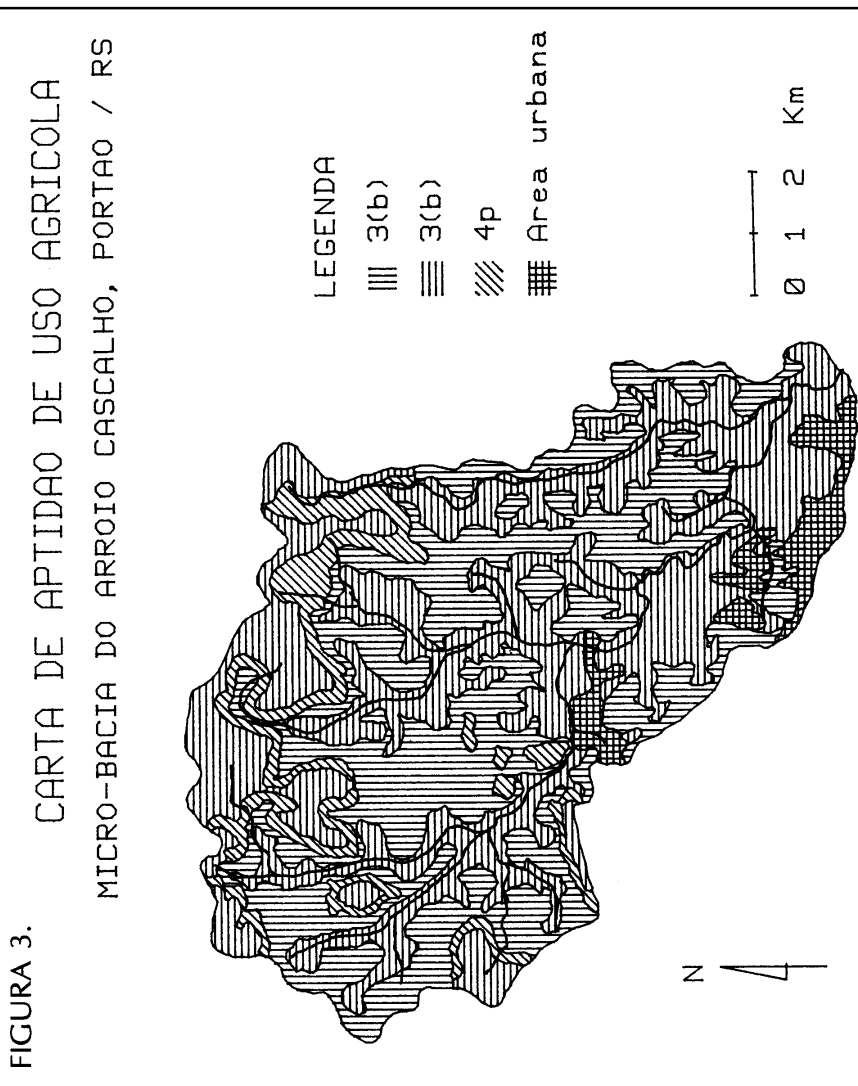 FIGURA 3.
CARTA DE APTIDAO DE USO AGRICOLA
MICRO-BACIA DO ARROIO CASCALHO, PORTAO / RS
LEGENDA
3(b)
3(b)
4p
Area urbana
0 1 2 Km
N